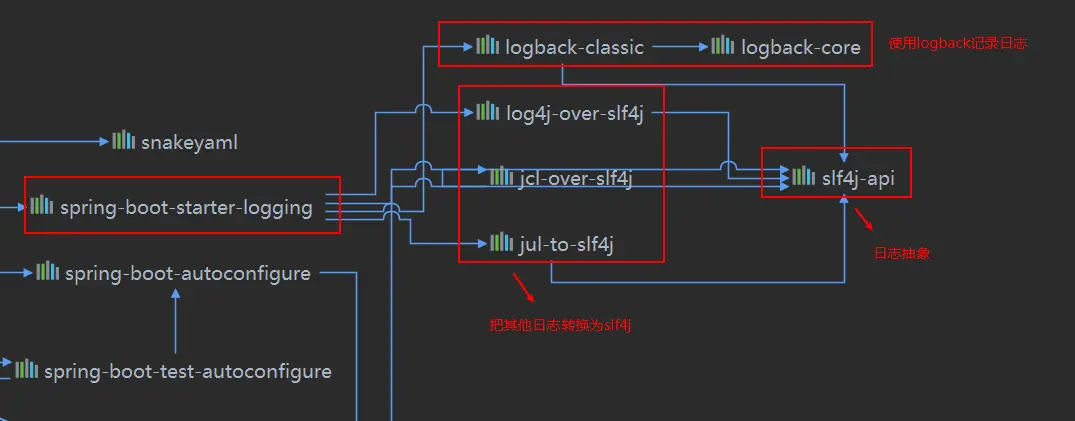 logback-classic
logback-core
使用logback记录日志
log4j-over-slf4j
snakeyaml
jcl-over-slf4j
slf4j-api
spring-boot-starter-logging
jul-to-slf4j
日志抽象
spring-boot-autoconfigure
把其他日志转换为slf4j
spring-boot-test-autoconfigure